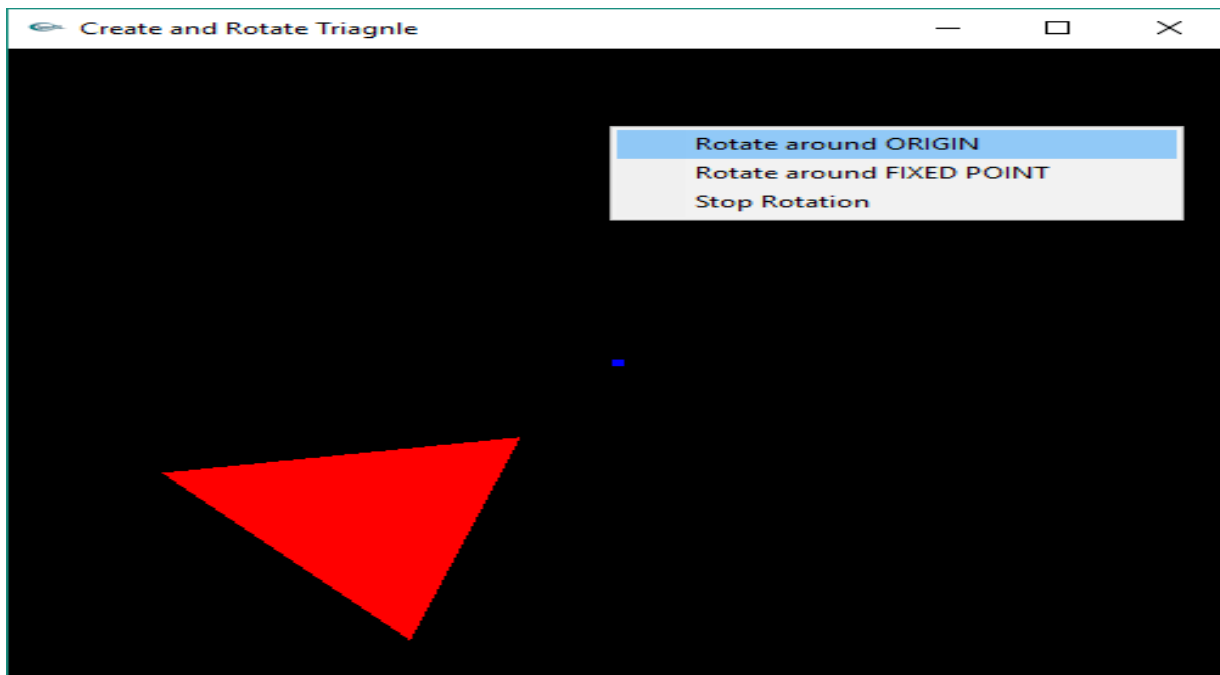 Create and Rotate Triagnle
Rotate around ORIGIN
Rotate around FIXED POINT
Stop Rotation